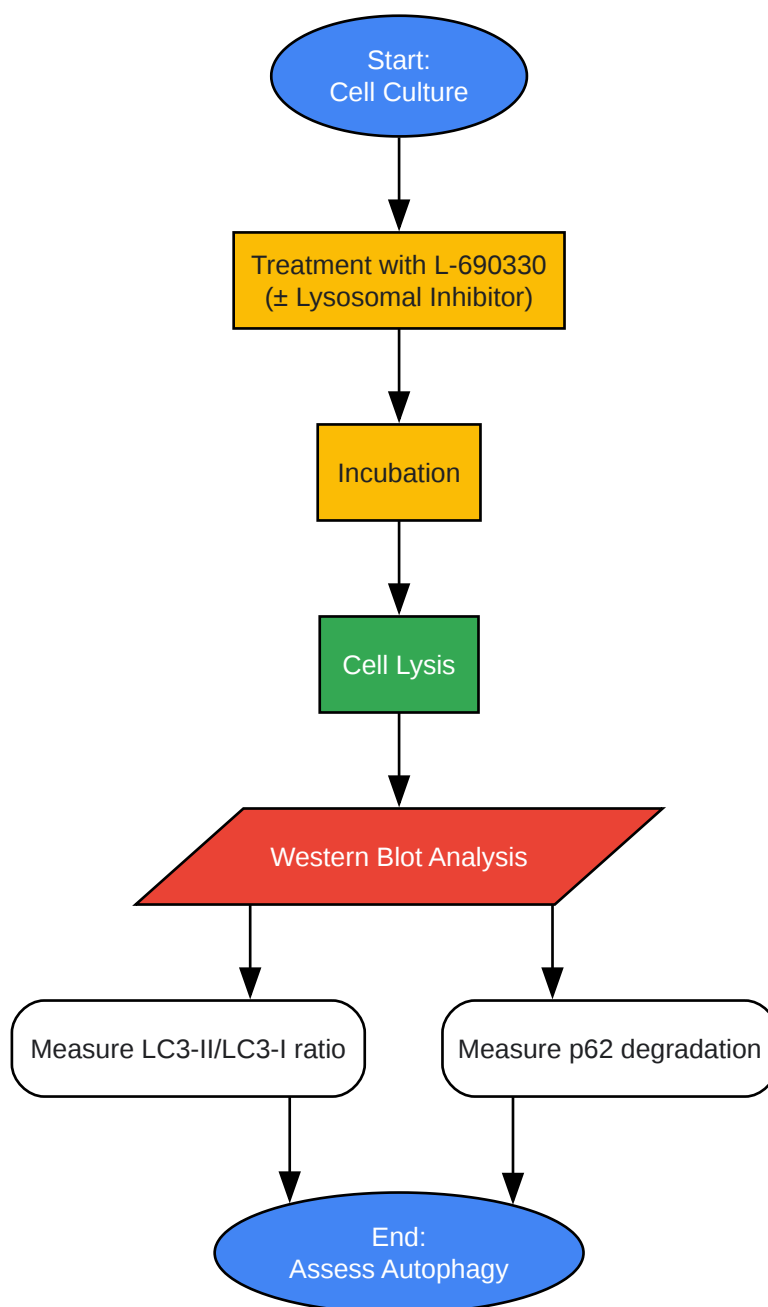 Start:
Cell Culture
Treatment with L-690330
(± Lysosomal Inhibitor)
Incubation
Cell Lysis
Western Blot Analysis
Measure LC3-II/LC3-I ratio
Measure p62 degradation
End:
Assess Autophagy